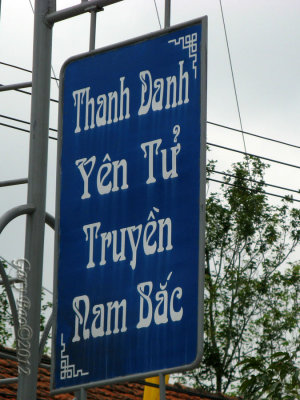 Thanh Danh
Yên Tử
Truyền
Nam Bắc